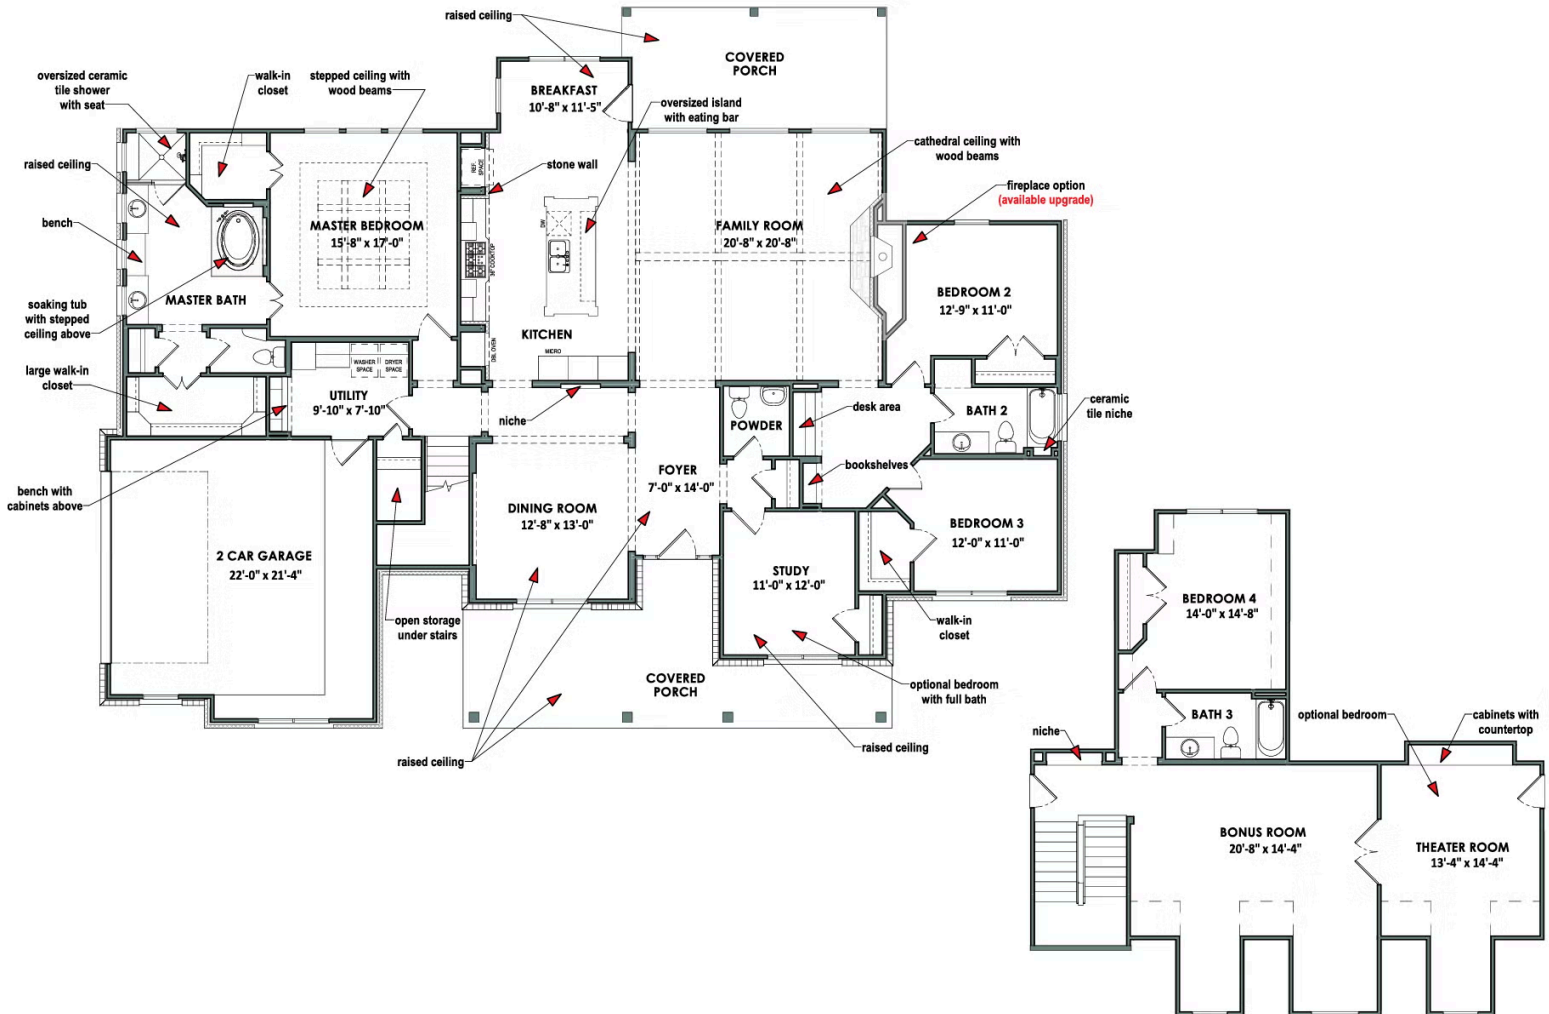 raised ceiling
COVERED
PORCH
oversized ceramic
tile shower
with seat
walk-in
closet
stepped ceiling with
wood beams
BREAKFAST
10'-8" x 11'-5"
oversized island
with eating bar
cathedral ceiling with
wood beams
raised ceiling
REF.
SPACE
stone wall
fireplace option
(available upgrade)
bench
MASTER BEDROOM
15'-8" x 17'-0"
DW
FAMILY ROOM
20'-8" x 20'-8"
36" COOKTOP
MASTER BATH
BEDROOM 2
12'-9" x 11'-0"
soaking tub
with stepped
ceiling above
KITCHEN
DBL OVEN
MICRO
large walk-in
closet
WASHER
SPACE
DRYER
SPACE
UTILITY
9'-10" x 7'-10"
niche
POWDER
desk area
BATH 2
ceramic
tile niche
bench with
cabinets above
FOYER
7'-0" x 14'-0"
bookshelves
DINING ROOM
12'-8" x 13'-0"
BEDROOM 3
12'-0" x 11'-0"
2 CAR GARAGE
22'-0" x 21'-4"
STUDY
11'-0" x 12'-0"
open storage
under stairs
walk-in
closet
COVERED
PORCH
optional bedroom
with full bath
raised ceiling
raised ceiling
BEDROOM 4
14'-0" x 14'-8"
BATH 3
niche
optional bedroom
cabinets with
countertop
BONUS ROOM
20'-8" x 14'-4"
THEATER ROOM
13'-4" x 14'-4"